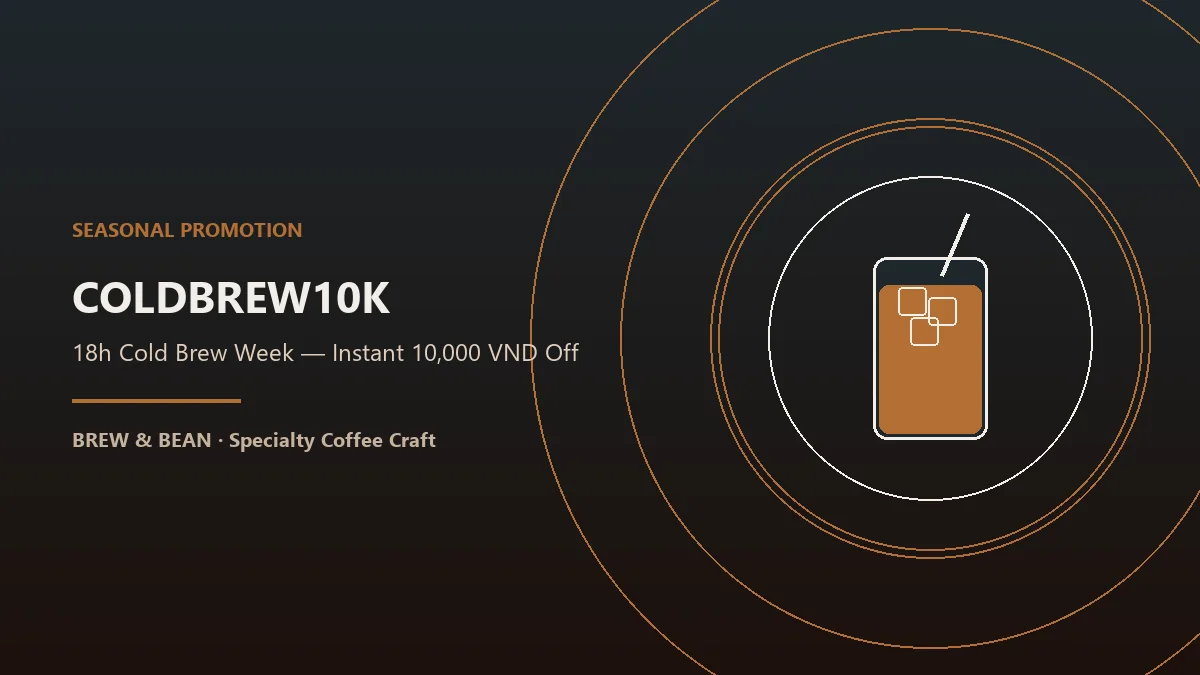 SEASONAL PROMOTION
COLDBREW10K
18h Cold Brew Week — Instant 10,000 VND Off
BREW & BEAN · Specialty Coffee Craft